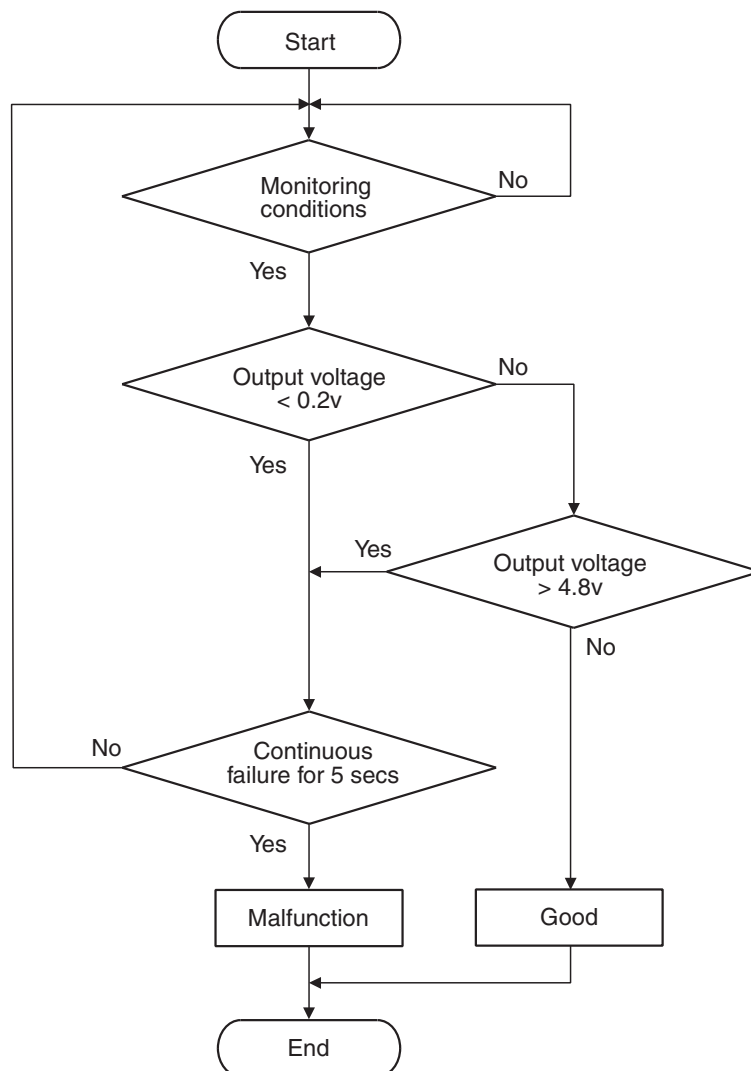 Start
Monitoring
conditions
No
Yes
Output voltage
< 0.2v
No
Yes
Yes
Output voltage
> 4.8v
No
No
Continuous
failure for 5 secs
Yes
Malfunction
Good
End